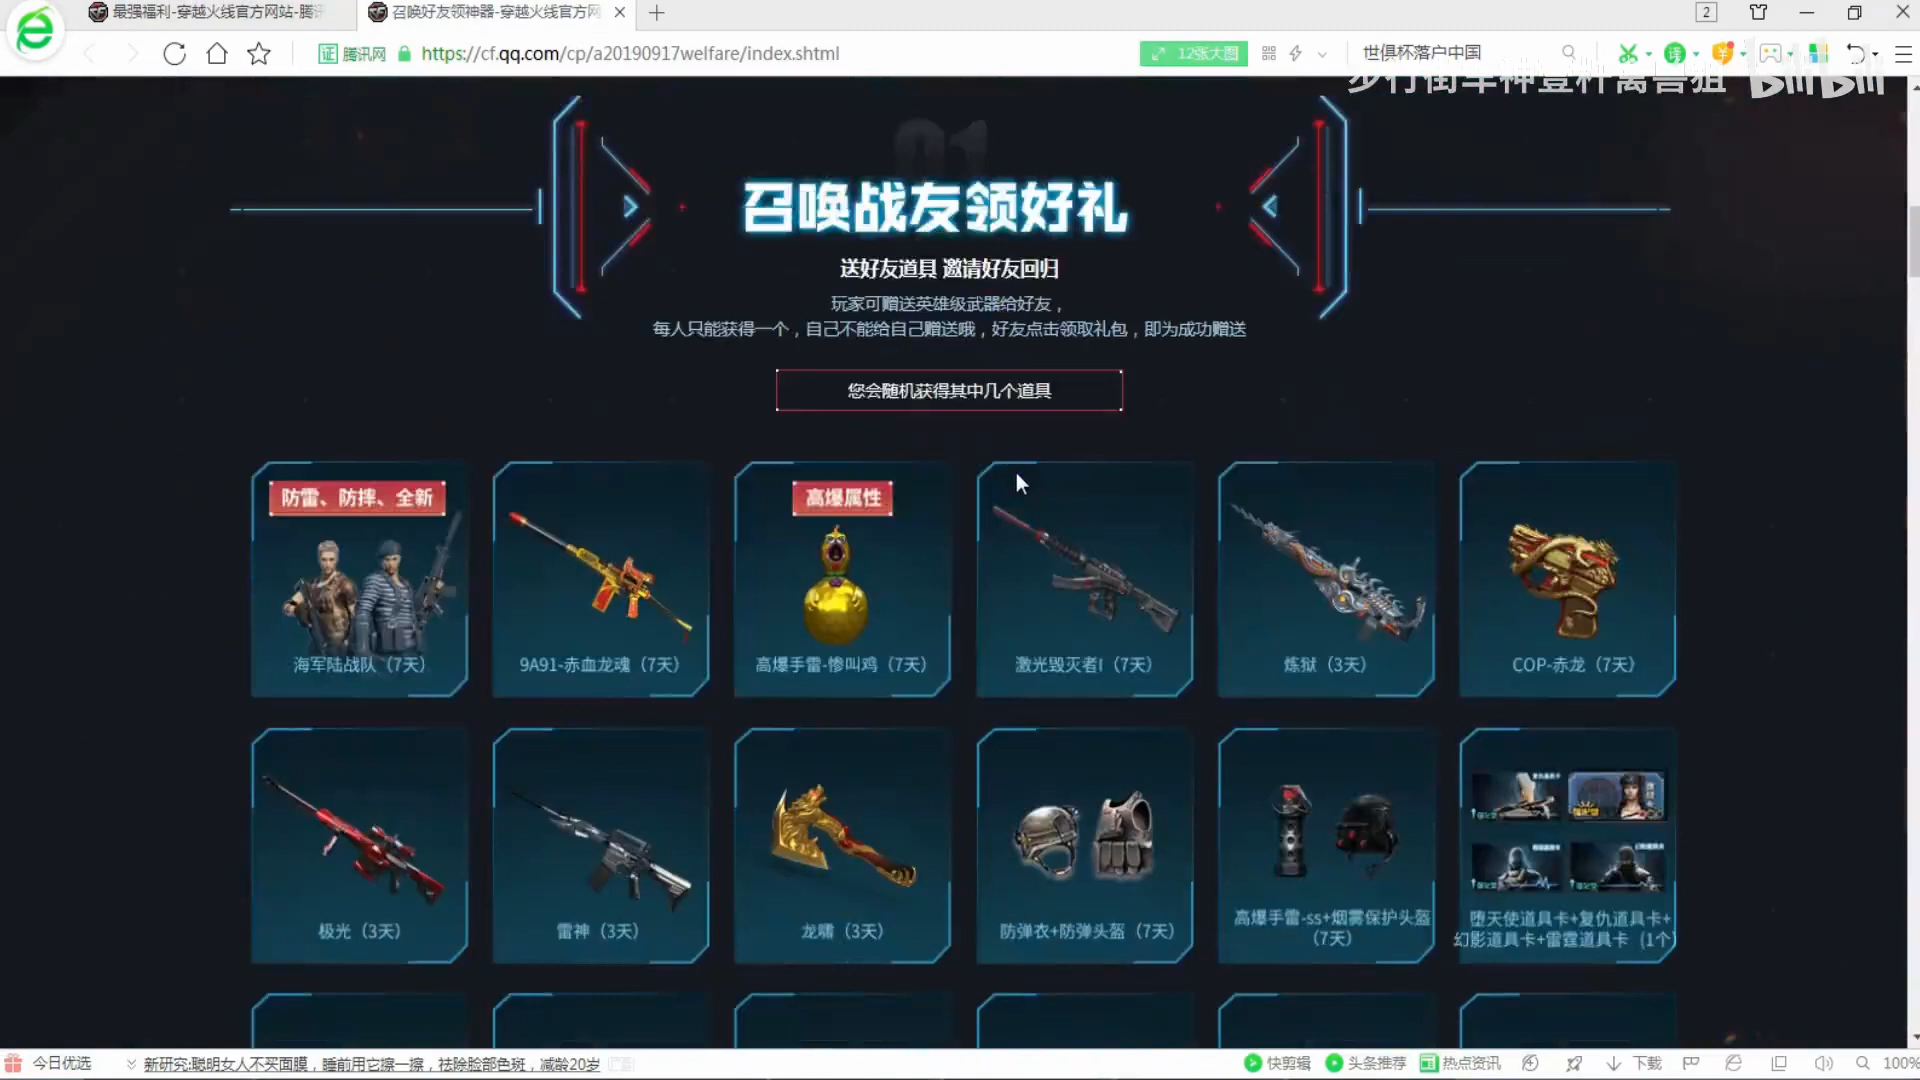 最强福利-穿越火线官方网站-腾讯
召唤好友领神器-穿越火线官方网
2
证 腾讯网
https://cf.qq.com/cp/a20190917welfare/index.shtml
12张大图
世俱杯落户中国
译
bilibili
01
召唤战友领好礼
送好友道具 邀请好友回归
玩家可赠送英雄级武器给好友，
每人只能获得一个，自己不能给自己赠送哦，好友点击领取礼包，即为成功赠送
您会随机获得其中几个道具
防雷、防摔、全新
高爆属性
海军陆战队（7天）
9A91-赤血龙魂（7天）
高爆手雷-惨叫鸡（7天）
激光毁灭者I（7天）
炼狱（3天）
COP-赤龙（7天）
极光（3天）
雷神（3天）
龙啸（3天）
防弹衣+防弹头盔（7天）
高爆手雷-ss+烟雾保护头盔
（7天）
堕天使道具卡+复仇道具卡+
幻影道具卡+雷霆道具卡（1个）
今日优选
新研究:聪明女人不买面膜，睡前用它擦一擦，祛除脸部色斑，减龄20岁
快剪辑
头条推荐
热点资讯
下载
100%